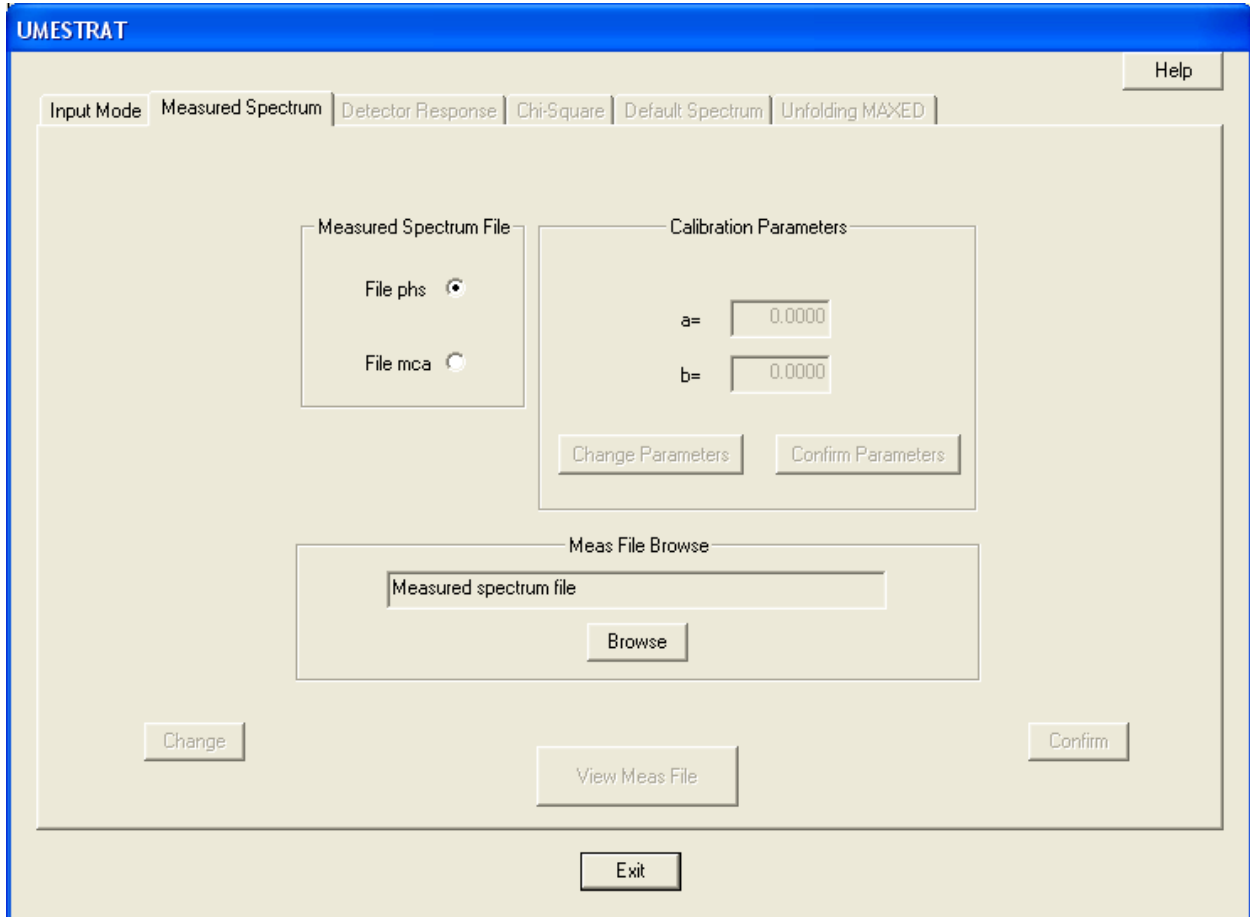 UMESTRAT
Help
Input Mode Measured Spectrum Detector Response Chi-Square Default Spectrum Unfolding MAXED
Measured Spectrum File
File phs
File mca
Calibration Parameters
a= 0.0000
b= 0.0000
Change Parameters Confirm Parameters
Meas File Browse
Measured spectrum file
Browse
Change
View Meas File
Confirm
Exit